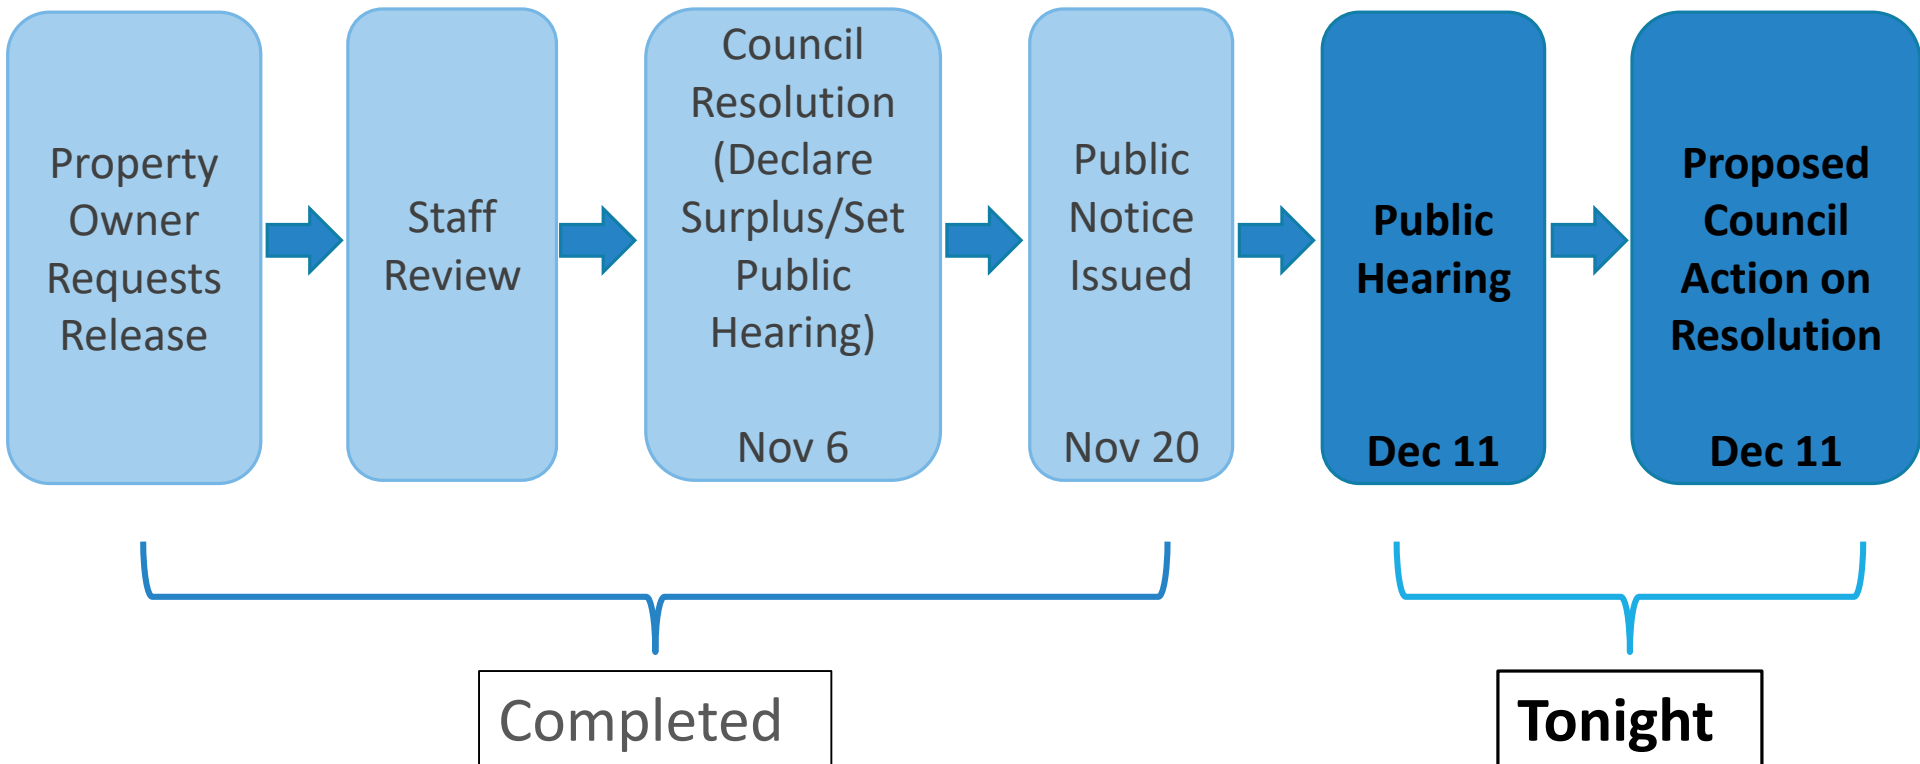 Property
Owner
Requests
Release
Staff
Review
Council
Resolution
(Declare
Surplus/Set
Public
Hearing)
Nov 6
Public
Notice
Issued
Nov 20
Public
Hearing
Dec 11
Proposed
Council
Action on
Resolution
Dec 11
Completed
Tonight